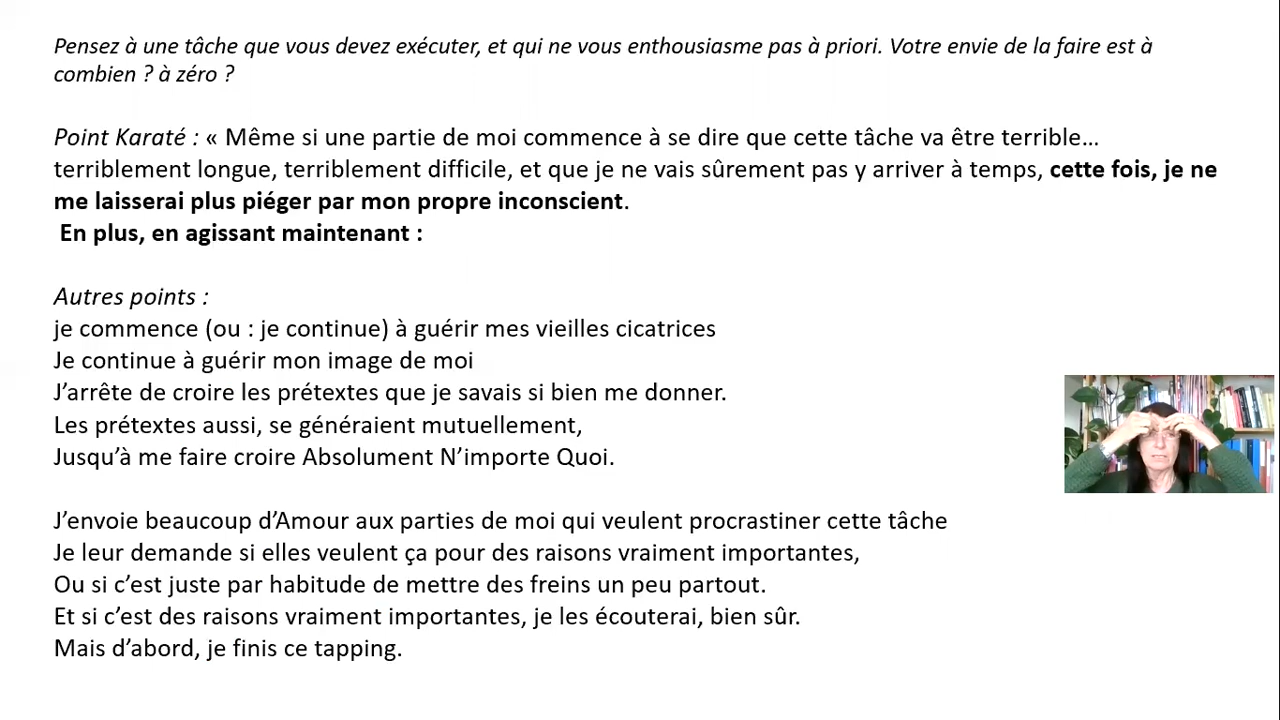 Pensez à une tâche que vous devez exécuter, et qui ne vous enthousiasme pas à priori. Votre envie de la faire est à
combien ? à zéro ?
Point Karaté : « Même si une partie de moi commence à se dire que cette tâche va être terrible…
terriblement longue, terriblement difficile, et que je ne vais sûrement pas y arriver à temps, cette fois, je ne
me laisserai plus piéger par mon propre inconscient.
En plus, en agissant maintenant :
Autres points :
je commence (ou : je continue) à guérir mes vieilles cicatrices
Je continue à guérir mon image de moi
J’arrête de croire les prétextes que je savais si bien me donner.
Les prétextes aussi, se généraient mutuellement,
Jusqu’à me faire croire Absolument N’importe Quoi.
J’envoie beaucoup d’Amour aux parties de moi qui veulent procrastiner cette tâche
Je leur demande si elles veulent ça pour des raisons vraiment importantes,
Ou si c’est juste par habitude de mettre des freins un peu partout.
Et si c’est des raisons vraiment importantes, je les écouterai, bien sûr.
Mais d’abord, je finis ce tapping.